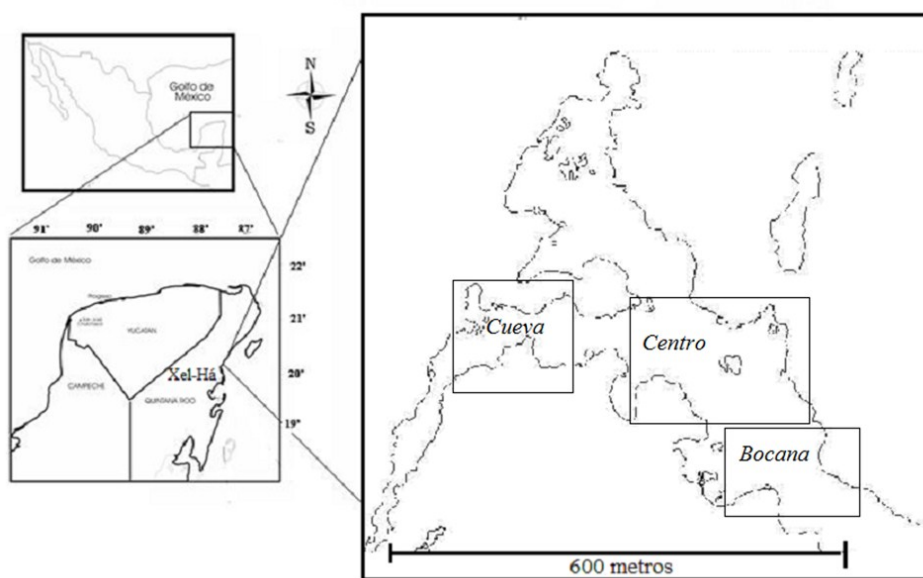 Golfo de
México
N
S
91'
90'
89'
88'
87'
Golfo de México
22'
Progreso
21'
YUCATAN
Xel-Há
20'
CAMPECHE
QUINTANA ROO
19'
Cueva
Centro
Bocana
600 metros